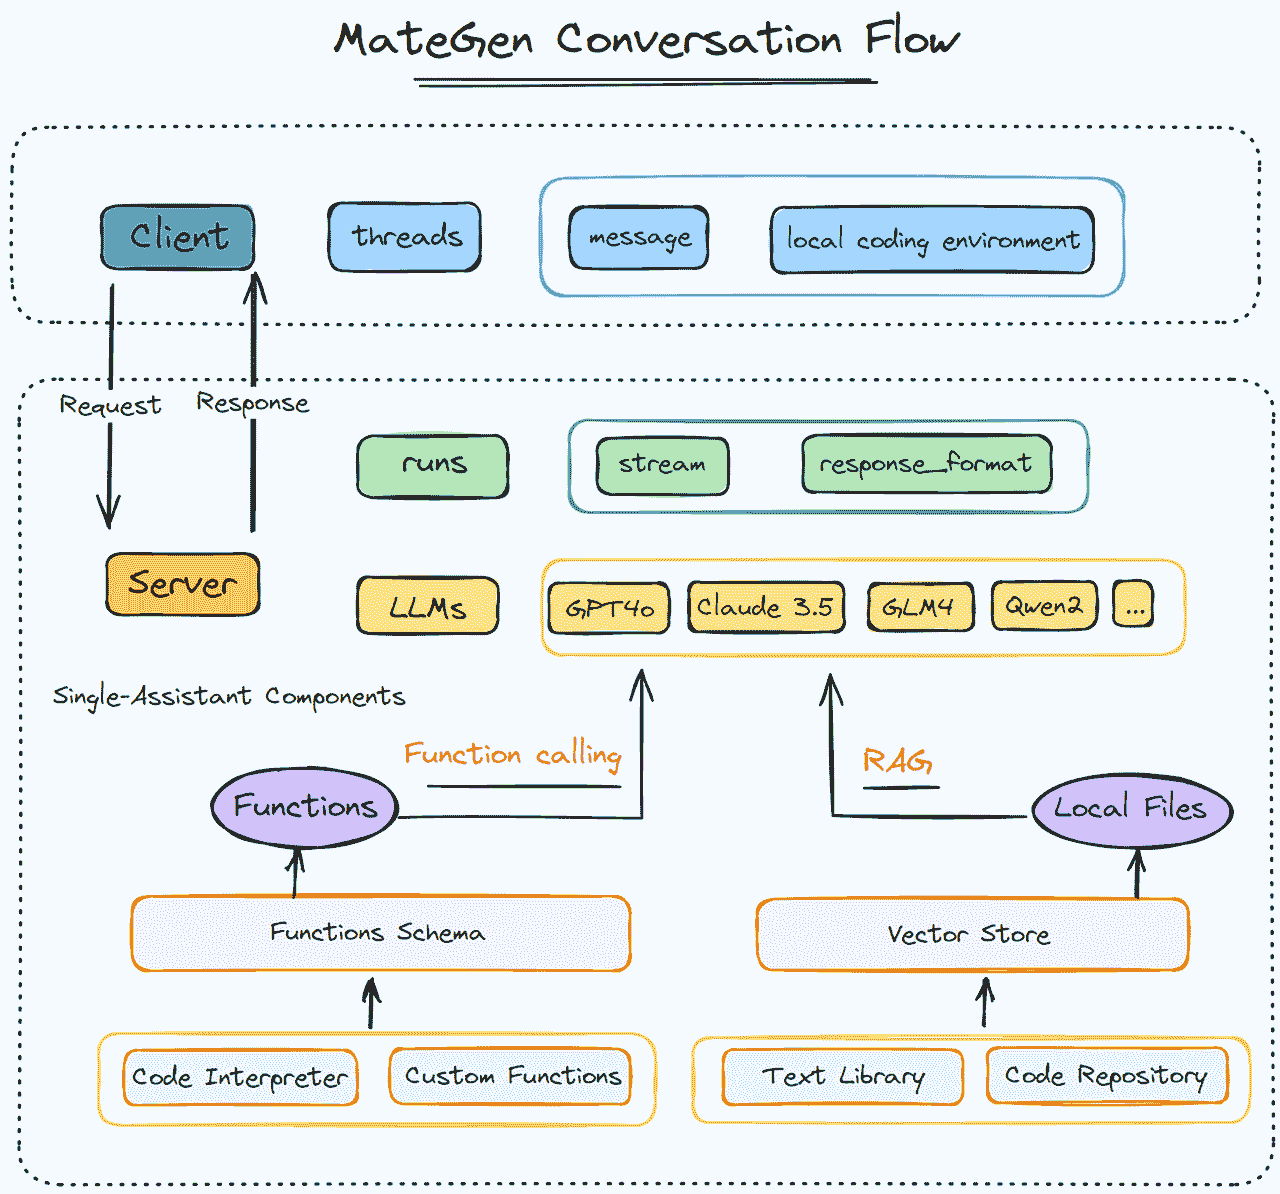 MateGen Conversation Flow
Client
threads
message
local coding environment
Request
Response
runs
stream
response_format
Server
LLMs
GPT4o
Claude 3.5
GLM4
Qwen2
...
Single-Assistant Components
Function calling
RAG
Functions
Local Files
Functions Schema
Vector Store
Code Interpreter
Custom Functions
Text Library
Code Repository